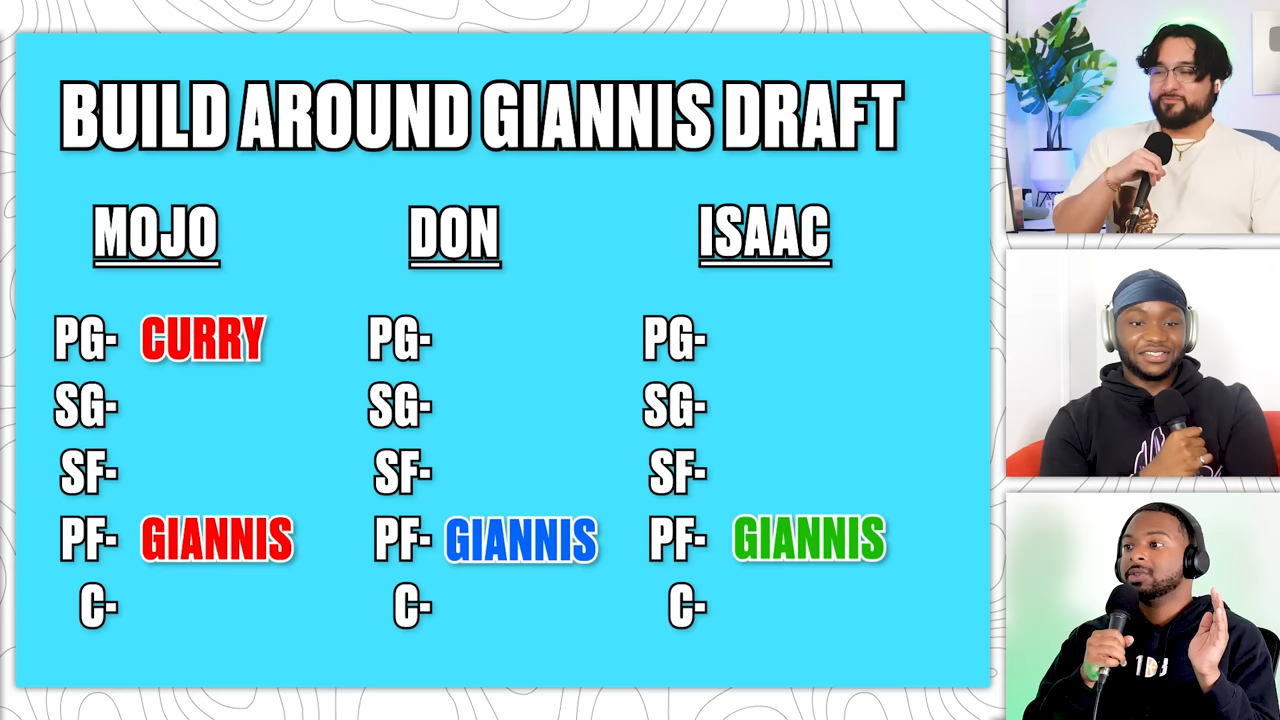 BUILD AROUND GIANNIS DRAFT
MOJO
PG- CURRY
SG-
SF-
PF- GIANNIS
C-
DON
PG-
SG-
SF-
PF- GIANNIS
C-
ISAAC
PG-
SG-
SF-
PF- GIANNIS
C-